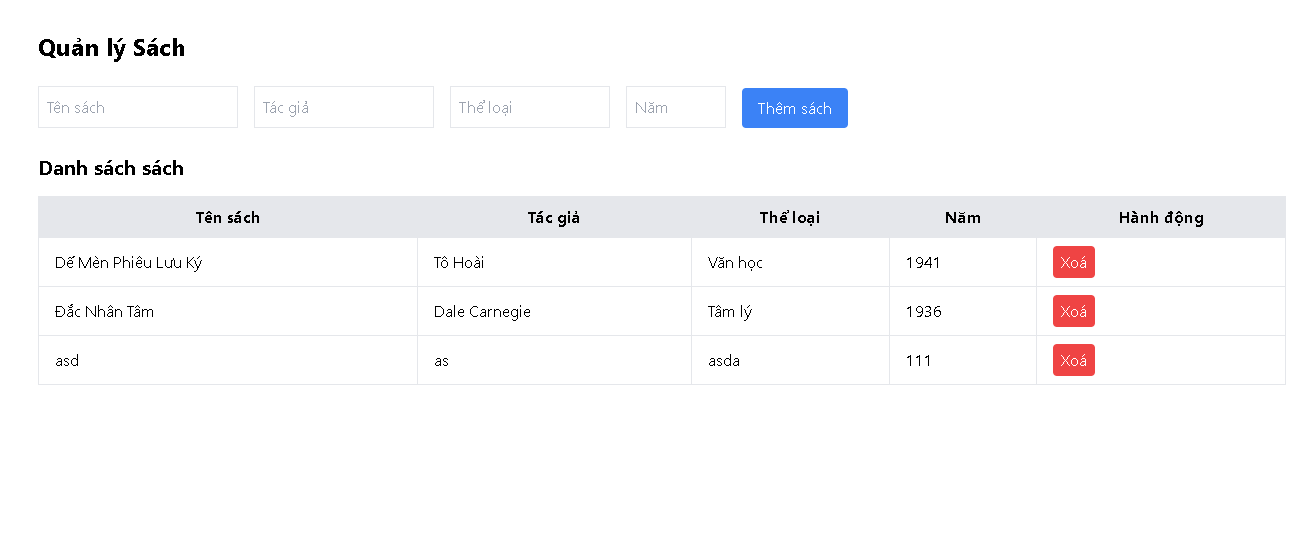 Quản lý Sách
Tên sách Tác giả Thể loại Năm Thêm sách
Danh sách sách
Tên sách Tác giả Thể loại Năm Hành động
Dế Mèn Phiêu Lưu Ký Tô Hoài Văn học 1941 Xoá
Đắc Nhân Tâm Dale Carnegie Tâm lý 1936 Xoá
asd as asda 111 Xoá